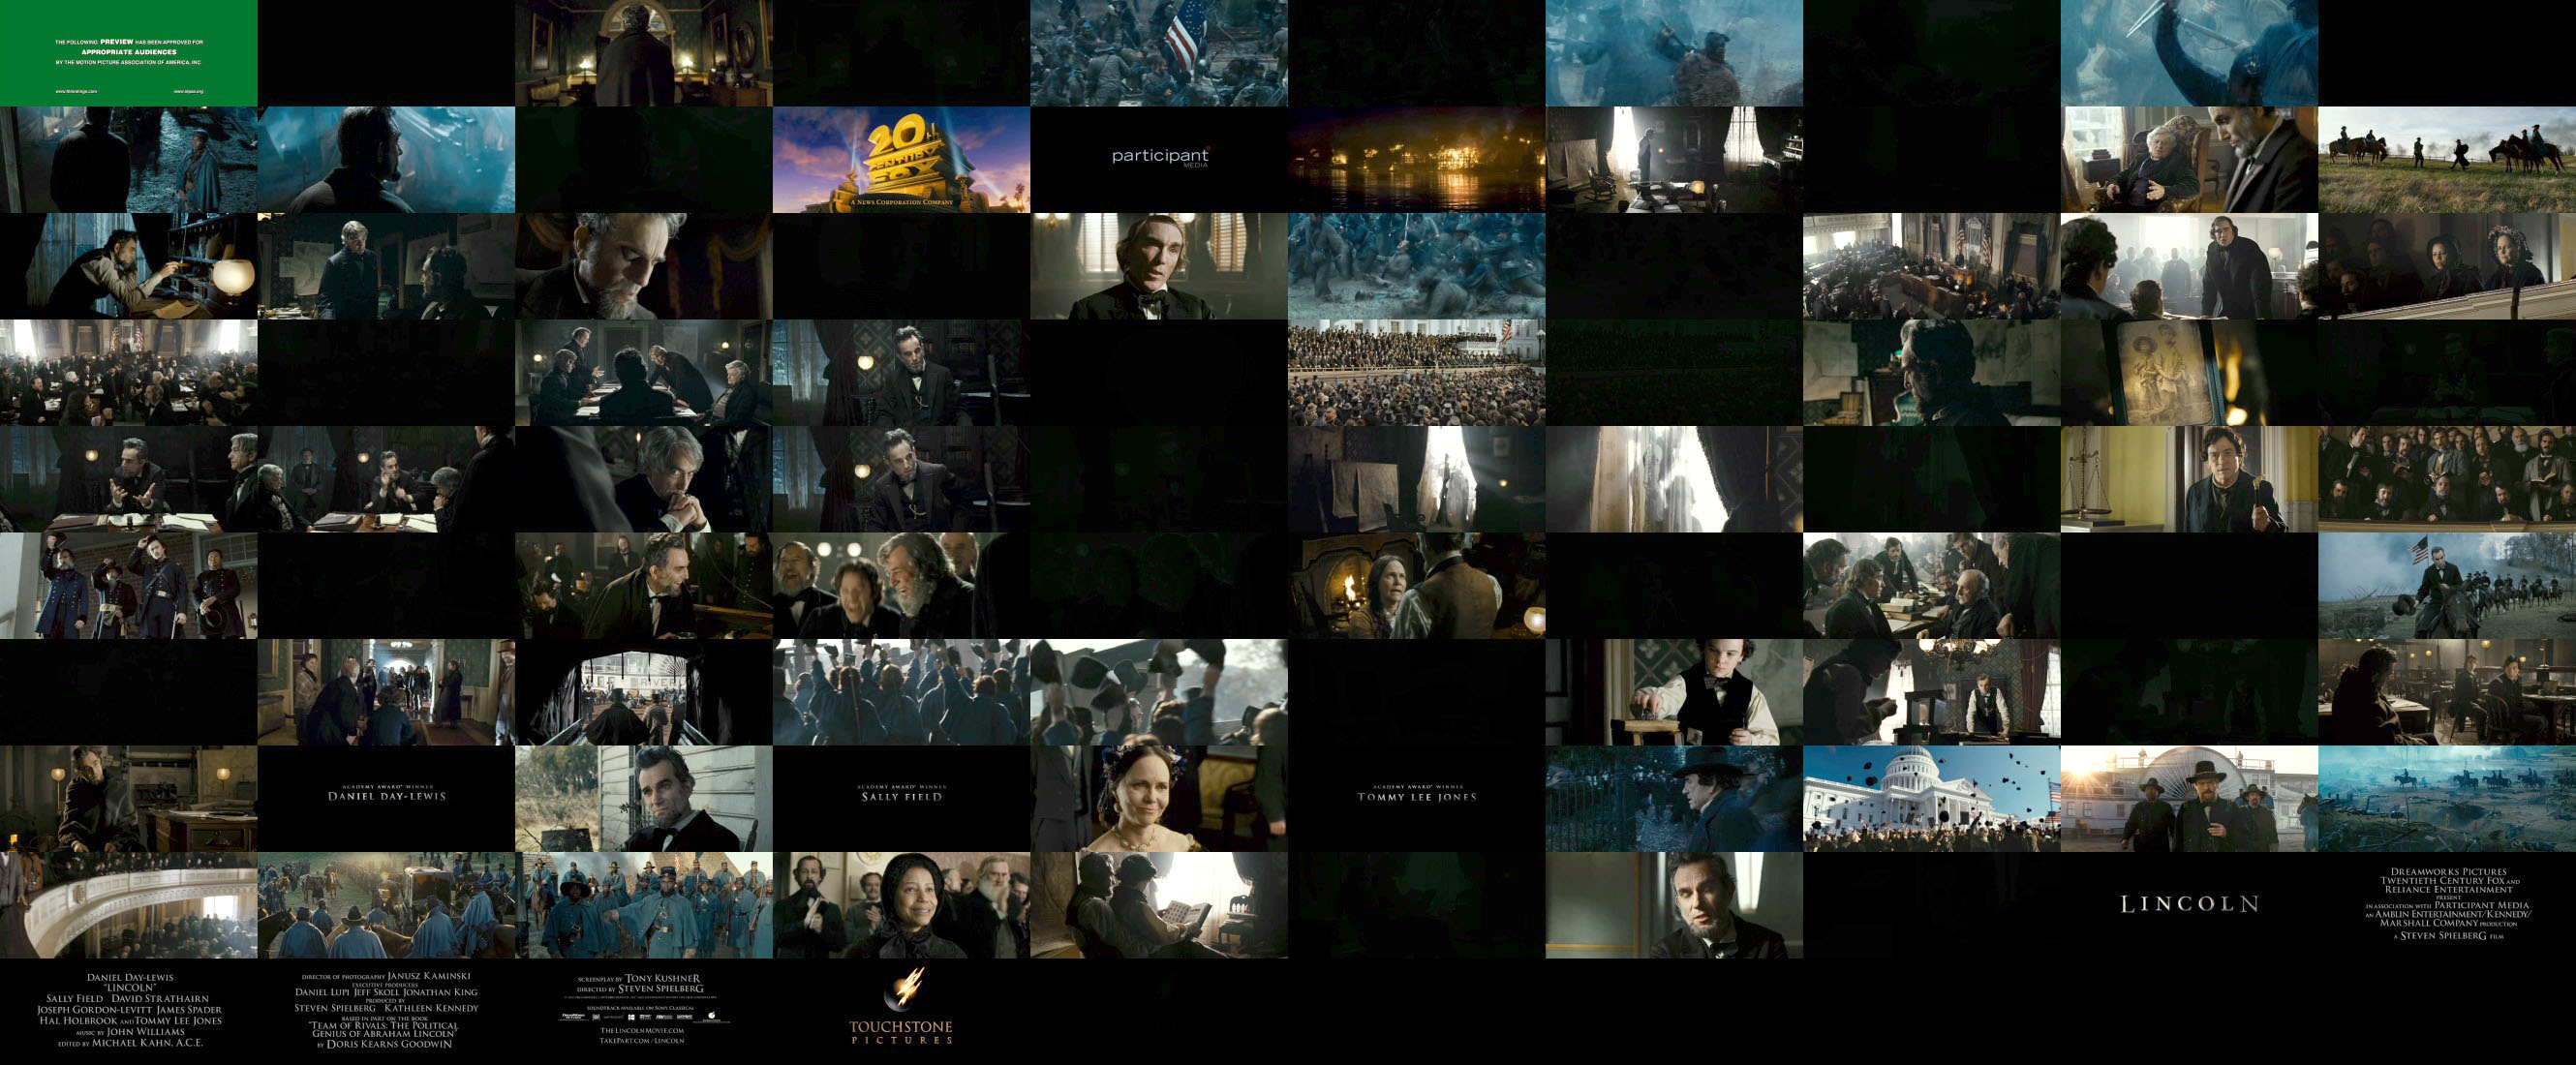 THE FOLLOWING PREVIEW HAS BEEN APPROVED FOR
APPROPRIATE AUDIENCES
BY THE MOTION PICTURE ASSOCIATION OF AMERICA, INC.
www.filmratings.com
www.mpaa.org
20
CENTURY
FOX
A NEWS CORPORATION COMPANY
participant
MEDIA
ACADEMY AWARD® WINNER
DANIEL DAY-LEWIS
ACADEMY AWARD® WINNER
SALLY FIELD
ACADEMY AWARD® WINNER
TOMMY LEE JONES
LINCOLN
DREAMWORKS PICTURES
TWENTIETH CENTURY FOX AND
RELIANCE ENTERTAINMENT
PRESENT
IN ASSOCIATION WITH PARTICIPANT MEDIA
AN AMBLIN ENTERTAINMENT/KENNEDY/
MARSHALL COMPANY PRODUCTION
A STEVEN SPIELBERG FILM
DANIEL DAY-LEWIS
"LINCOLN"
SALLY FIELD DAVID STRATHAIRN
JOSEPH GORDON-LEVITT JAMES SPADER
HAL HOLBROOK AND TOMMY LEE JONES
MUSIC BY JOHN WILLIAMS
EDITED BY MICHAEL KAHN, A.C.E.
DIRECTOR OF PHOTOGRAPHY JANUSZ KAMINSKI
EXECUTIVE PRODUCERS
DANIEL LUPI JEFF SKOLL JONATHAN KING
PRODUCED BY
STEVEN SPIELBERG KATHLEEN KENNEDY
BASED IN PART ON THE BOOK
"TEAM OF RIVALS: THE POLITICAL
GENIUS OF ABRAHAM LINCOLN"
BY DORIS KEARNS GOODWIN
SCREENPLAY BY TONY KUSHNER
DIRECTED BY STEVEN SPIELBERG
SOUNDTRACK AVAILABLE ON SONY CLASSICAL
THELINCOLNMOVIE.COM
TAKEPART.COM/LINCOLN
TOUCHSTONE
PICTURES